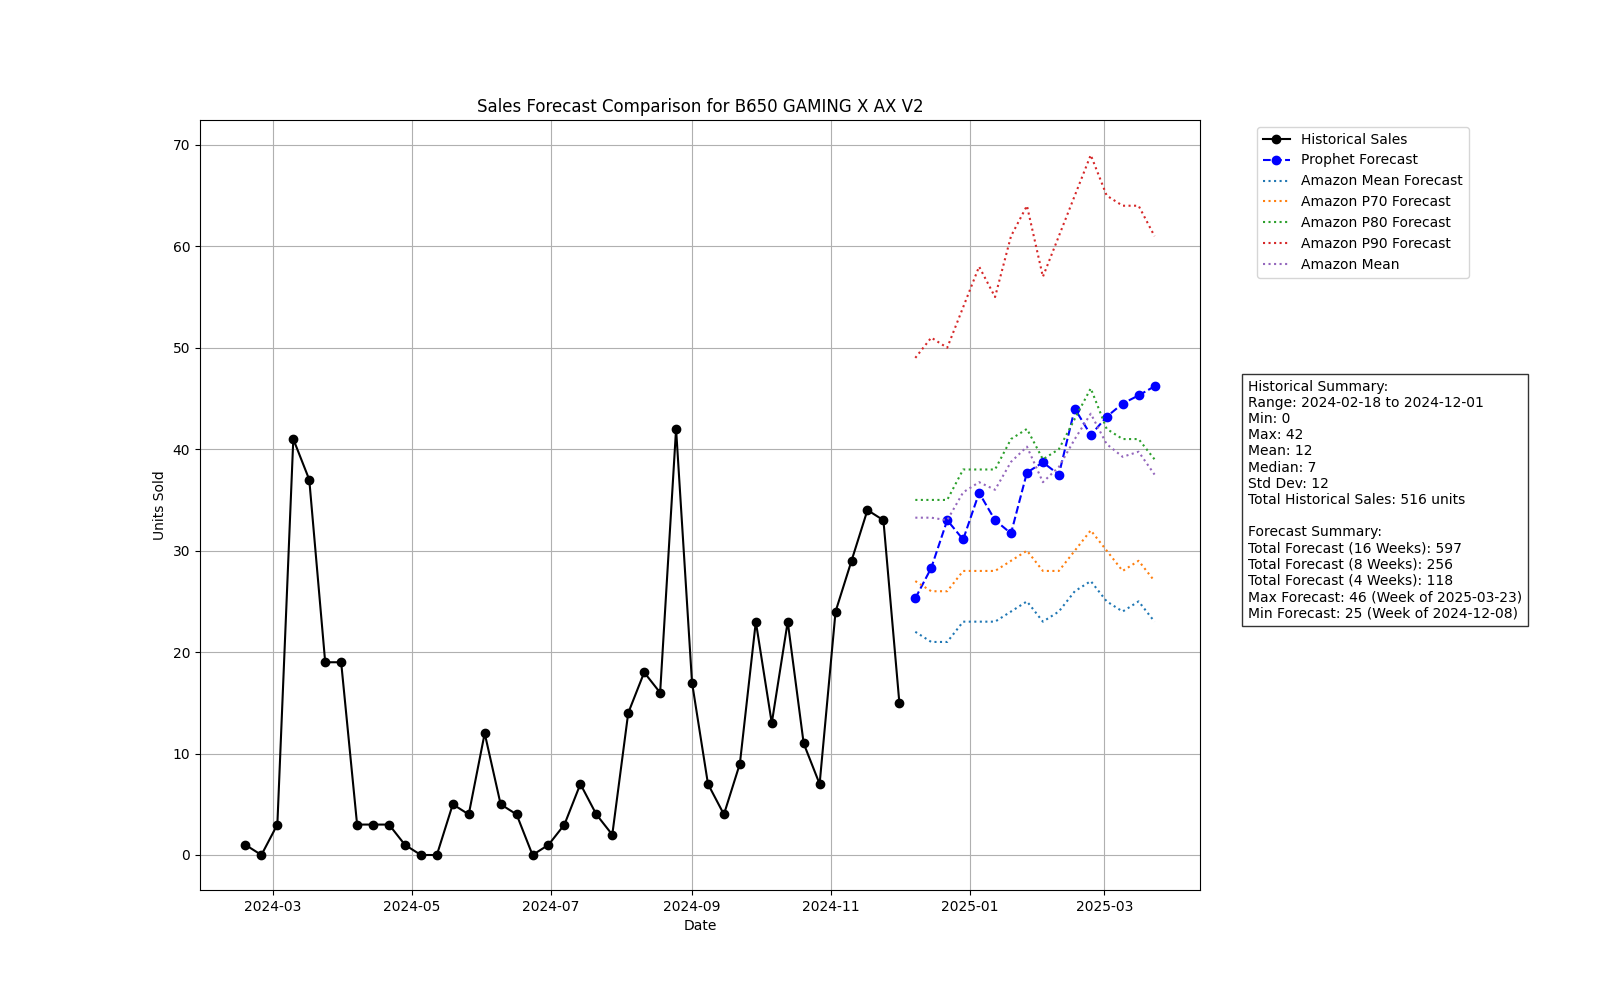 Sales Forecast Comparison for B650 GAMING X AX V2
70
60
50
40
30
20
10
0
Units Sold
2024-03
2024-05
2024-07
2024-09
2024-11
2025-01
2025-03
Date
Historical Sales
Prophet Forecast
Amazon Mean Forecast
Amazon P70 Forecast
Amazon P80 Forecast
Amazon P90 Forecast
Amazon Mean
Historical Summary:
Range: 2024-02-18 to 2024-12-01
Min: 0
Max: 42
Mean: 12
Median: 7
Std Dev: 12
Total Historical Sales: 516 units
Forecast Summary:
Total Forecast (16 Weeks): 597
Total Forecast (8 Weeks): 256
Total Forecast (4 Weeks): 118
Max Forecast: 46 (Week of 2025-03-23)
Min Forecast: 25 (Week of 2024-12-08)